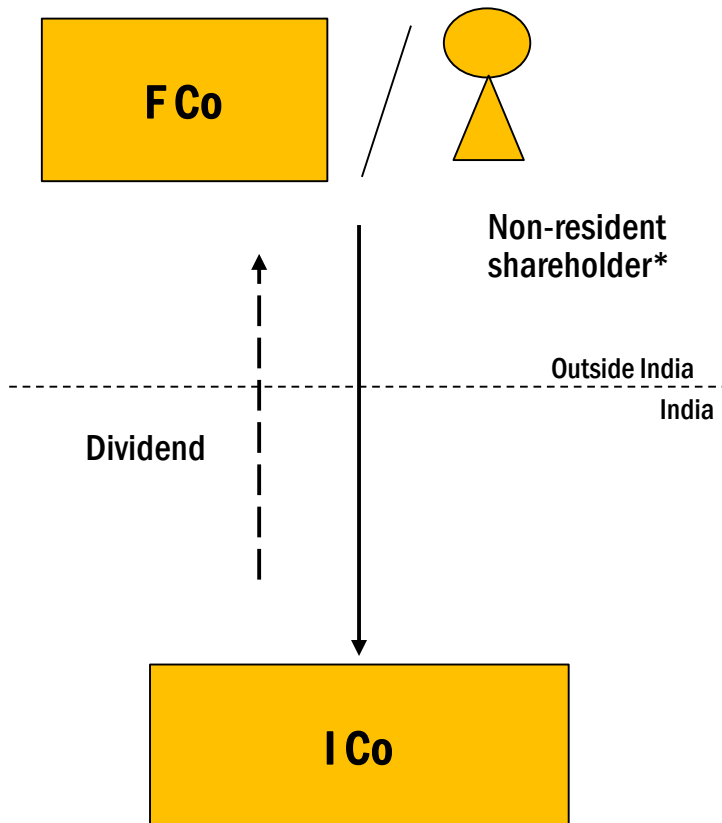 F Co
Non-resident
shareholder*
Outside India
India
Dividend
I Co